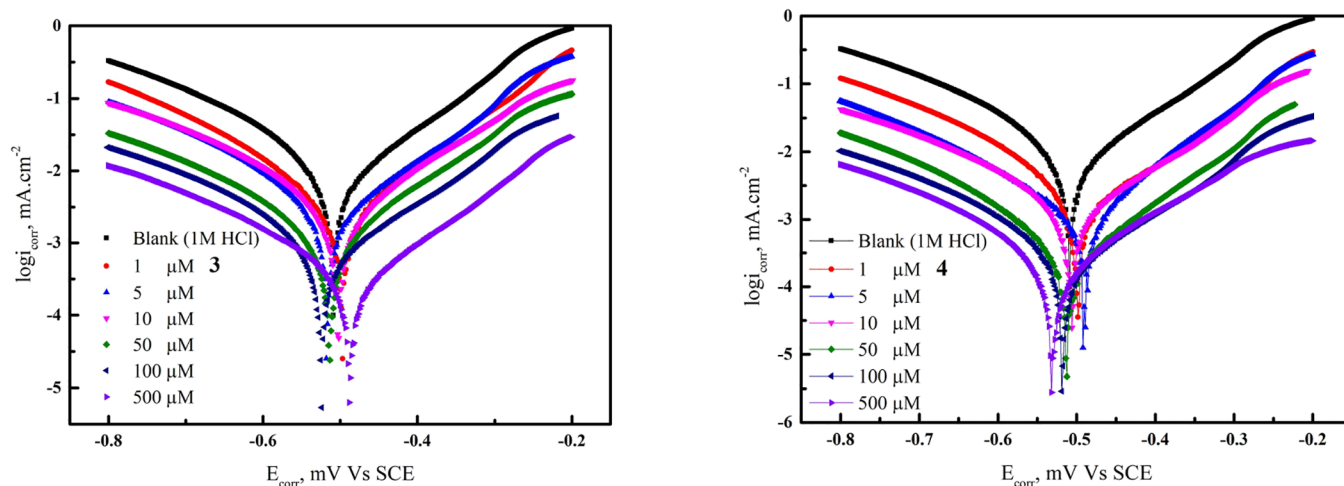 0
-1
-2
-3
-4
-5
logi_corr, mA.cm^-2
Blank (1M HCl)
1 μM 3
5 μM
10 μM
50 μM
100 μM
500 μM
-0.8
-0.6
-0.4
-0.2
E_corr, mV Vs SCE
0
-1
-2
-3
-4
-5
-6
logi_corr, mA.cm^-2
Blank (1M HCl)
1 μM 4
5 μM
10 μM
50 μM
100 μM
500 μM
-0.8
-0.7
-0.6
-0.5
-0.4
-0.3
-0.2
E_corr, mV Vs SCE